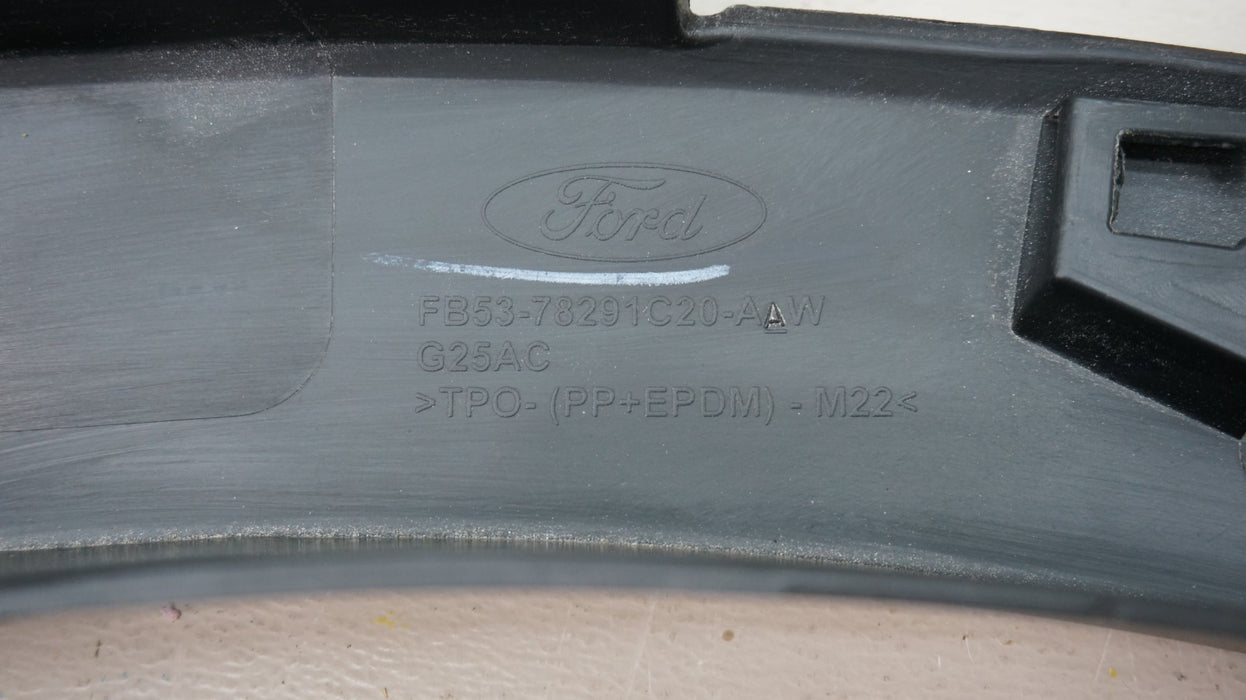 Ford
FB53-78291C20-AAW
G25AC
>TPO- (PP+EPDM) - M22<